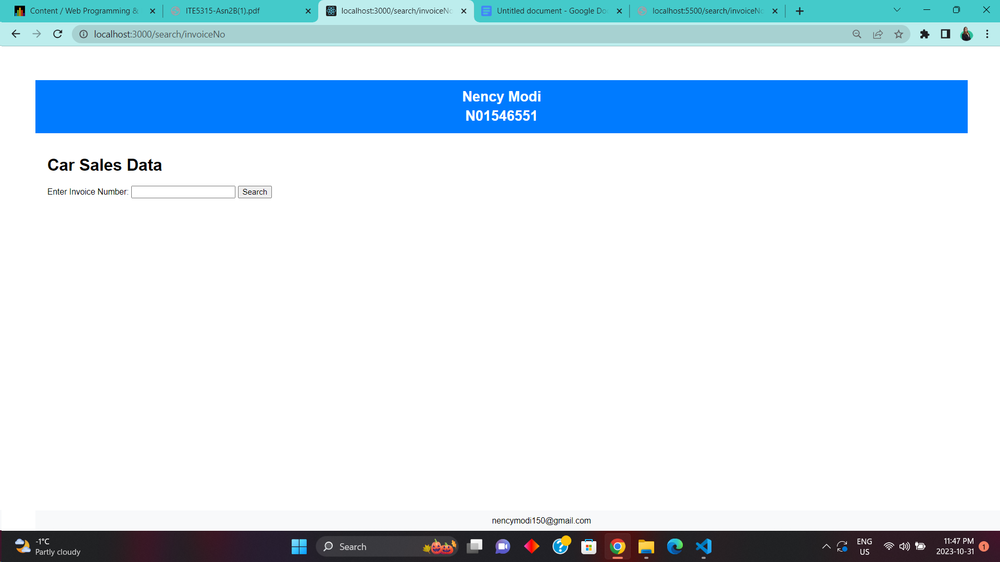 Content / Web Programming &
ITE5315-Asn2B(1).pdf
localhost:3000/search/invoiceNo
Untitled document - Google Do
localhost:5500/search/invoiceNo
localhost:3000/search/invoiceNo
Nency Modi
N01546551
Car Sales Data
Enter Invoice Number:
Search
nencymodi150@gmail.com
-1°C
Partly cloudy
Search
ENG
US
11:47 PM
2023-10-31
1